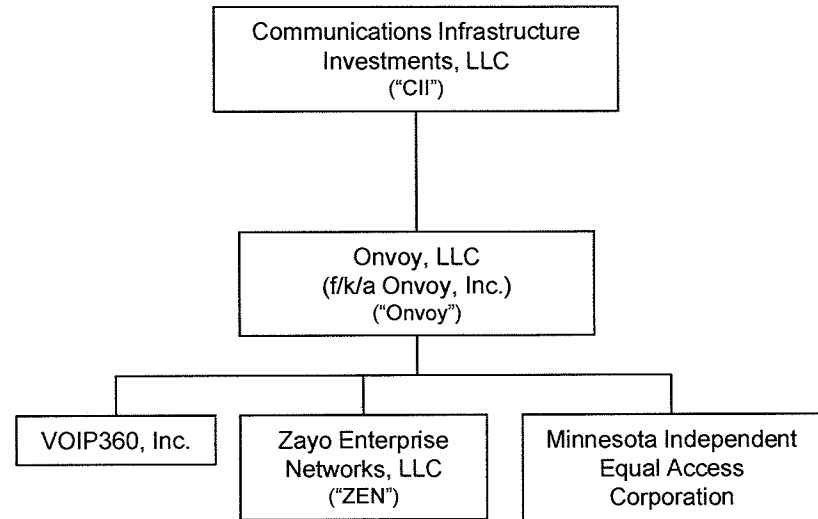 Communications Infrastructure
Investments, LLC
(“CII”)
Onvoy, LLC
(f/k/a Onvoy, Inc.)
(“Onvoy”)
VOIP360, Inc.
Zayo Enterprise
Networks, LLC
(“ZEN”)
Minnesota Independent
Equal Access
Corporation